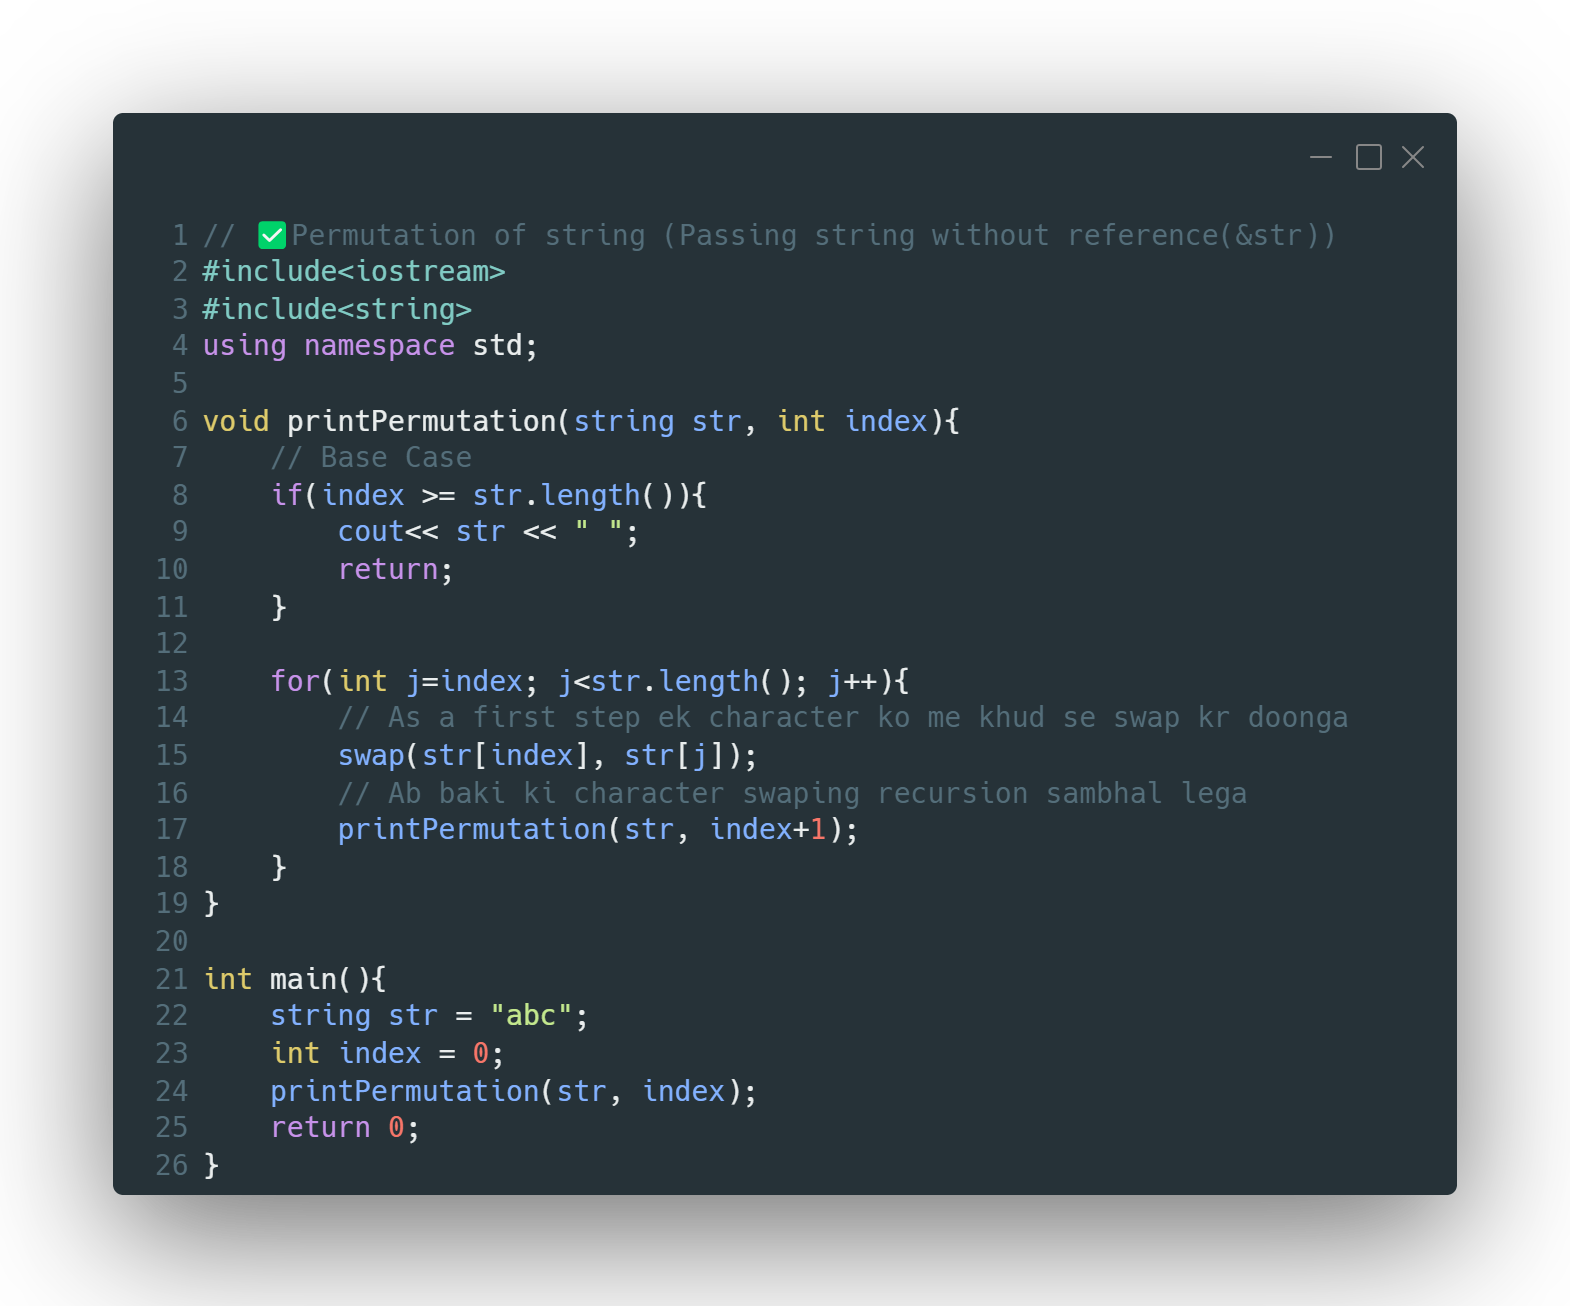 1 // ✅Permutation of string (Passing string without reference(&str))
2 #include<iostream>
3 #include<string>
4 using namespace std;
5
6 void printPermutation(string str, int index){
7     // Base Case
8     if(index >= str.length()){
9         cout<< str << " ";
10         return;
11     }
12
13     for(int j=index; j<str.length(); j++){
14         // As a first step ek character ko me khud se swap kr doonga
15         swap(str[index], str[j]);
16         // Ab baki ki character swaping recursion sambhal lega
17         printPermutation(str, index+1);
18     }
19 }
20
21 int main(){
22     string str = "abc";
23     int index = 0;
24     printPermutation(str, index);
25     return 0;
26 }